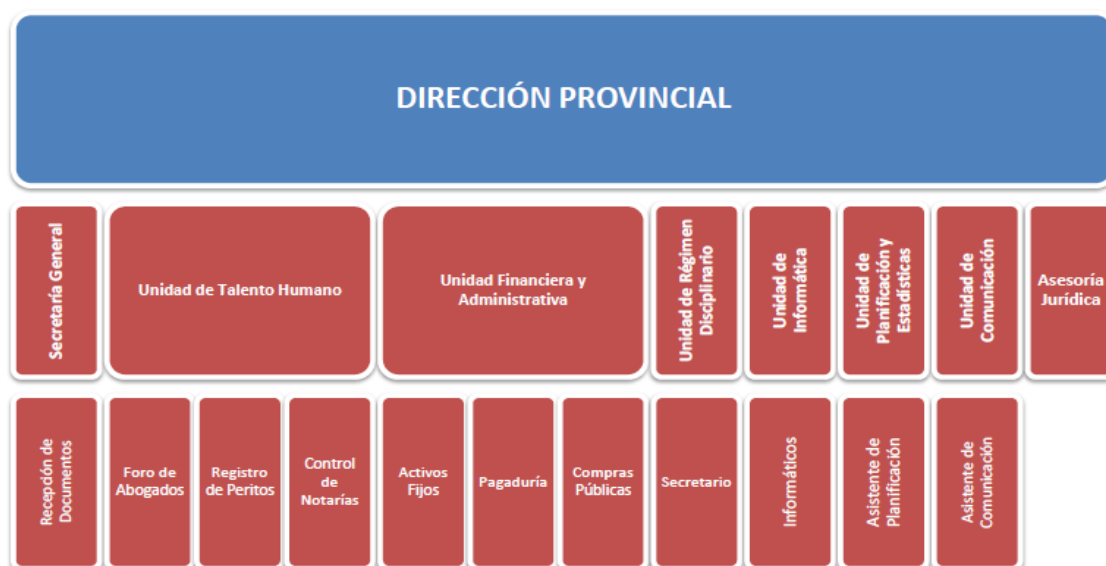 DIRECCIÓN PROVINCIAL
Secretaría General
Unidad de Talento Humano
Unidad Financiera y
Administrativa
Unidad de Régimen
Disciplinario
Unidad de
Informática
Unidad de
Planificación y
Estadísticas
Unidad de
Comunicación
Asesoría
Jurídica
Recepción de
Documentos
Foro de
Abogados
Registro
de Peritos
Control
de
Notarías
Activos
Fijos
Pagaduría
Compras
Públicas
Secretario
Informáticos
Asistente de
Planificación
Asistente de
Comunicación